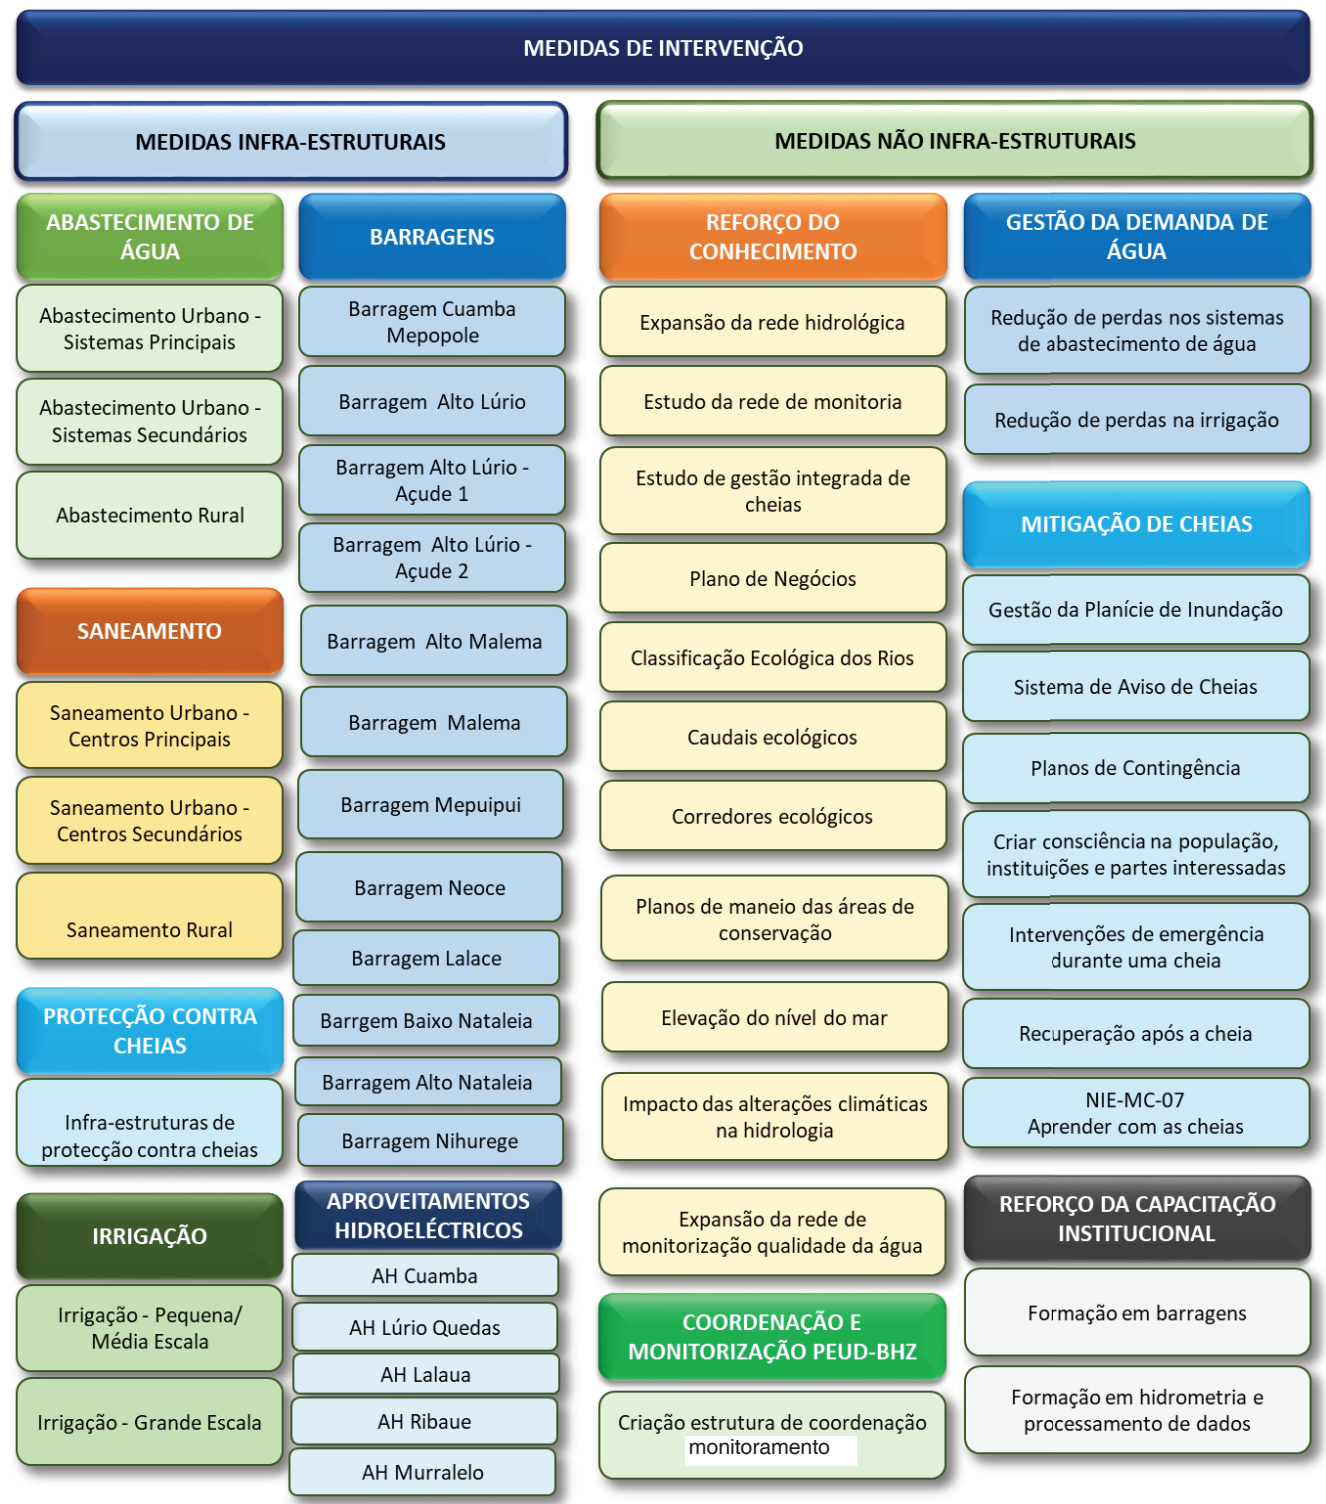 MEDIDAS DE INTERVENÇÃO
MEDIDAS INFRA-ESTRUTURAIS
ABASTECIMENTO DE
ÁGUA
Abastecimento Urbano -
Sistemas Principais
Abastecimento Urbano -
Sistemas Secundários
Abastecimento Rural
SANEAMENTO
Saneamento Urbano -
Centros Principais
Saneamento Urbano -
Centros Secundários
Saneamento Rural
PROTECÇÃO CONTRA
CHEIAS
Infra-estruturas de
protecção contra cheias
IRRIGAÇÃO
Irrigação - Pequena/
Média Escala
Irrigação - Grande Escala
BARRAGENS
Barragem Cuamba
Mepopole
Barragem Alto Lúrio
Barragem Alto Lúrio -
Açude 1
Barragem Alto Lúrio -
Açude 2
Barragem Alto Malema
Barragem Malema
Barragem Mepuipui
Barragem Neoce
Barragem Lalace
Barrgem Baixo Nataleia
Barragem Alto Nataleia
Barragem Nihurege
APROVEITAMENTOS
HIDROELÉCTRICOS
AH Cuamba
AH Lúrio Quedas
AH Lalaua
AH Ribaue
AH Murralelo
MEDIDAS NÃO INFRA-ESTRUTURAIS
REFORÇO DO
CONHECIMENTO
Expansão da rede hidrológica
Estudo da rede de monitoria
Estudo de gestão integrada de
cheias
Plano de Negócios
Classificação Ecológica dos Rios
Caudais ecológicos
Corredores ecológicos
Planos de maneio das áreas de
conservação
Elevação do nível do mar
Impacto das alterações climáticas
na hidrologia
Expansão da rede de
monitorização qualidade da água
COORDENAÇÃO E
MONITORIZAÇÃO PEUD-BHZ
Criação estrutura de coordenação
monitoramento
GESTÃO DA DEMANDA DE
ÁGUA
Redução de perdas nos sistemas
de abastecimento de água
Redução de perdas na irrigação
MITIGAÇÃO DE CHEIAS
Gestão da Planície de Inundação
Sistema de Aviso de Cheias
Planos de Contingência
Criar consciência na população,
instituições e partes interessadas
Intervenções de emergência
durante uma cheia
Recuperação após a cheia
NIE-MC-07
Aprender com as cheias
REFORÇO DA CAPACITAÇÃO
INSTITUCIONAL
Formação em barragens
Formação em hidrometria e
processamento de dados